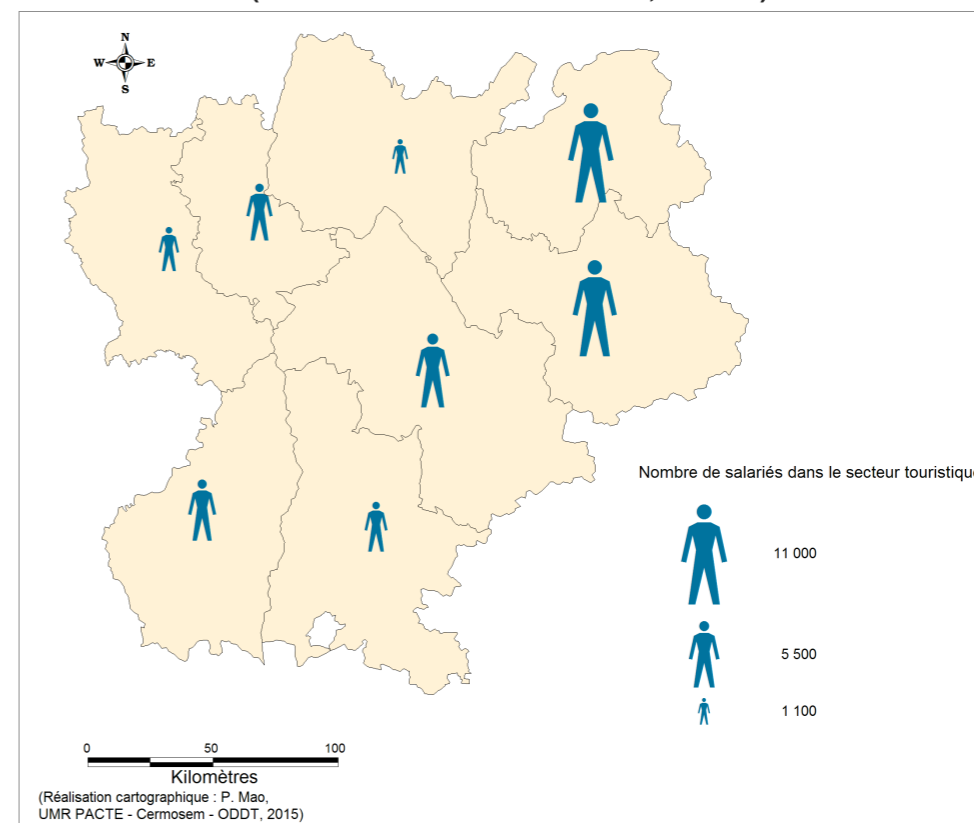 N
W E
S
Nombre de salariés dans le secteur touristique
11 000
5 500
1 100
0 50 100
Kilomètres
(Réalisation cartographique : P. Mao,
UMR PACTE - Cermosem - ODDT, 2015)